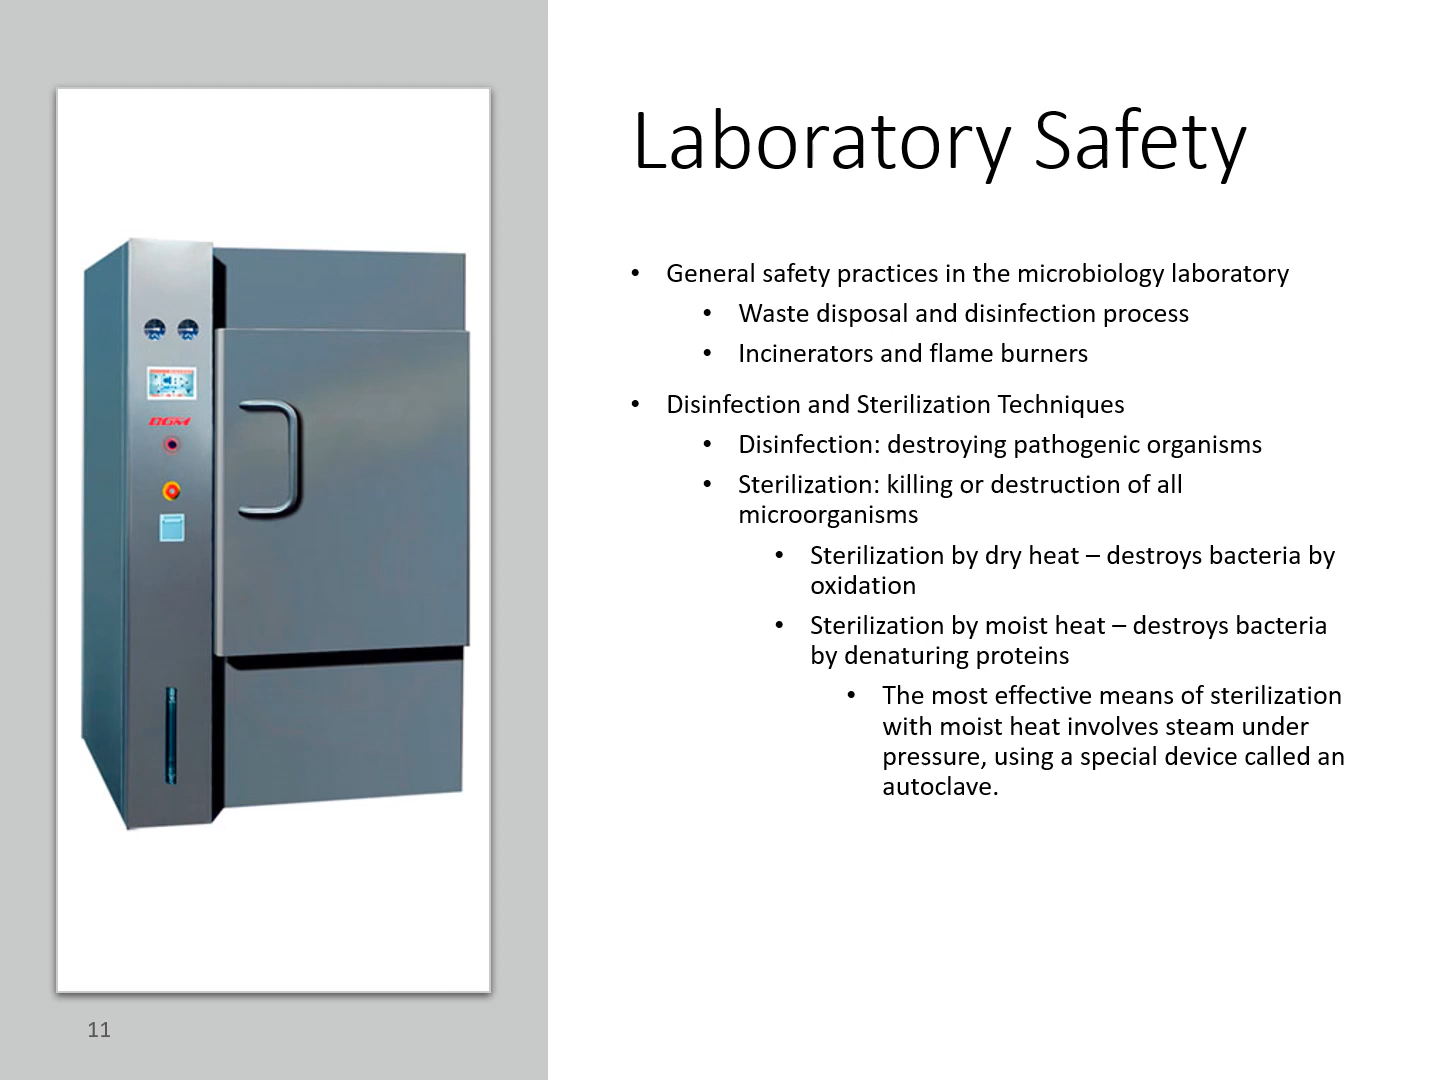 Laboratory Safety
• General safety practices in the microbiology laboratory
• Waste disposal and disinfection process
• Incinerators and flame burners
• Disinfection and Sterilization Techniques
• Disinfection: destroying pathogenic organisms
• Sterilization: killing or destruction of all
microorganisms
• Sterilization by dry heat – destroys bacteria by
oxidation
• Sterilization by moist heat – destroys bacteria
by denaturing proteins
• The most effective means of sterilization
with moist heat involves steam under
pressure, using a special device called an
autoclave.
DGM
11